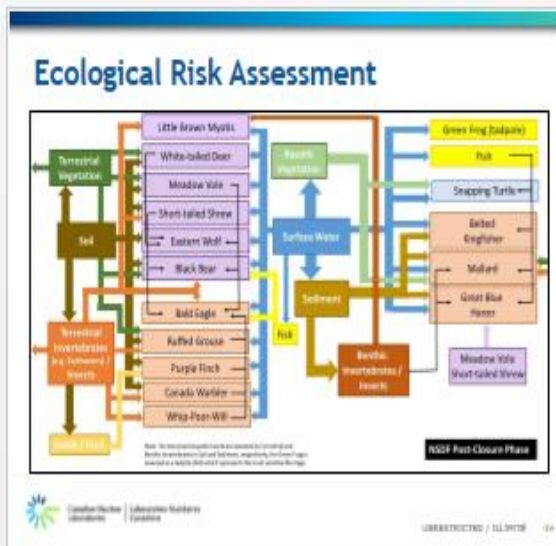 Ecological Risk Assessment
Little Brown Myotis
White-tailed Deer
Meadow Vole
Short-tailed Shrew
Eastern Wolf
Black Bear
Bald Eagle
Ruffed Grouse
Purple Finch
Canada Warbler
Whip-Poor-Will
Terrestrial
Vegetation
Soil
Terrestrial
Invertebrates
(e.g. Earthworm) /
Insects
Seeds / Fruit
Aquatic
Vegetation
Surface Water
Sediment
Fish
Benthic
Invertebrates /
Insects
Green Frog (tadpole)
Fish
Snapping Turtle
Belted
Kingfisher
Mallard
Great Blue
Heron
Meadow Vole
Short-tailed Shrew
NSDF Post-Closure Phase
Canadian Nuclear
Laboratories
Laboratoires Nucléaires
Canadiens
UNRESTRICTED / ILLIMITÉ